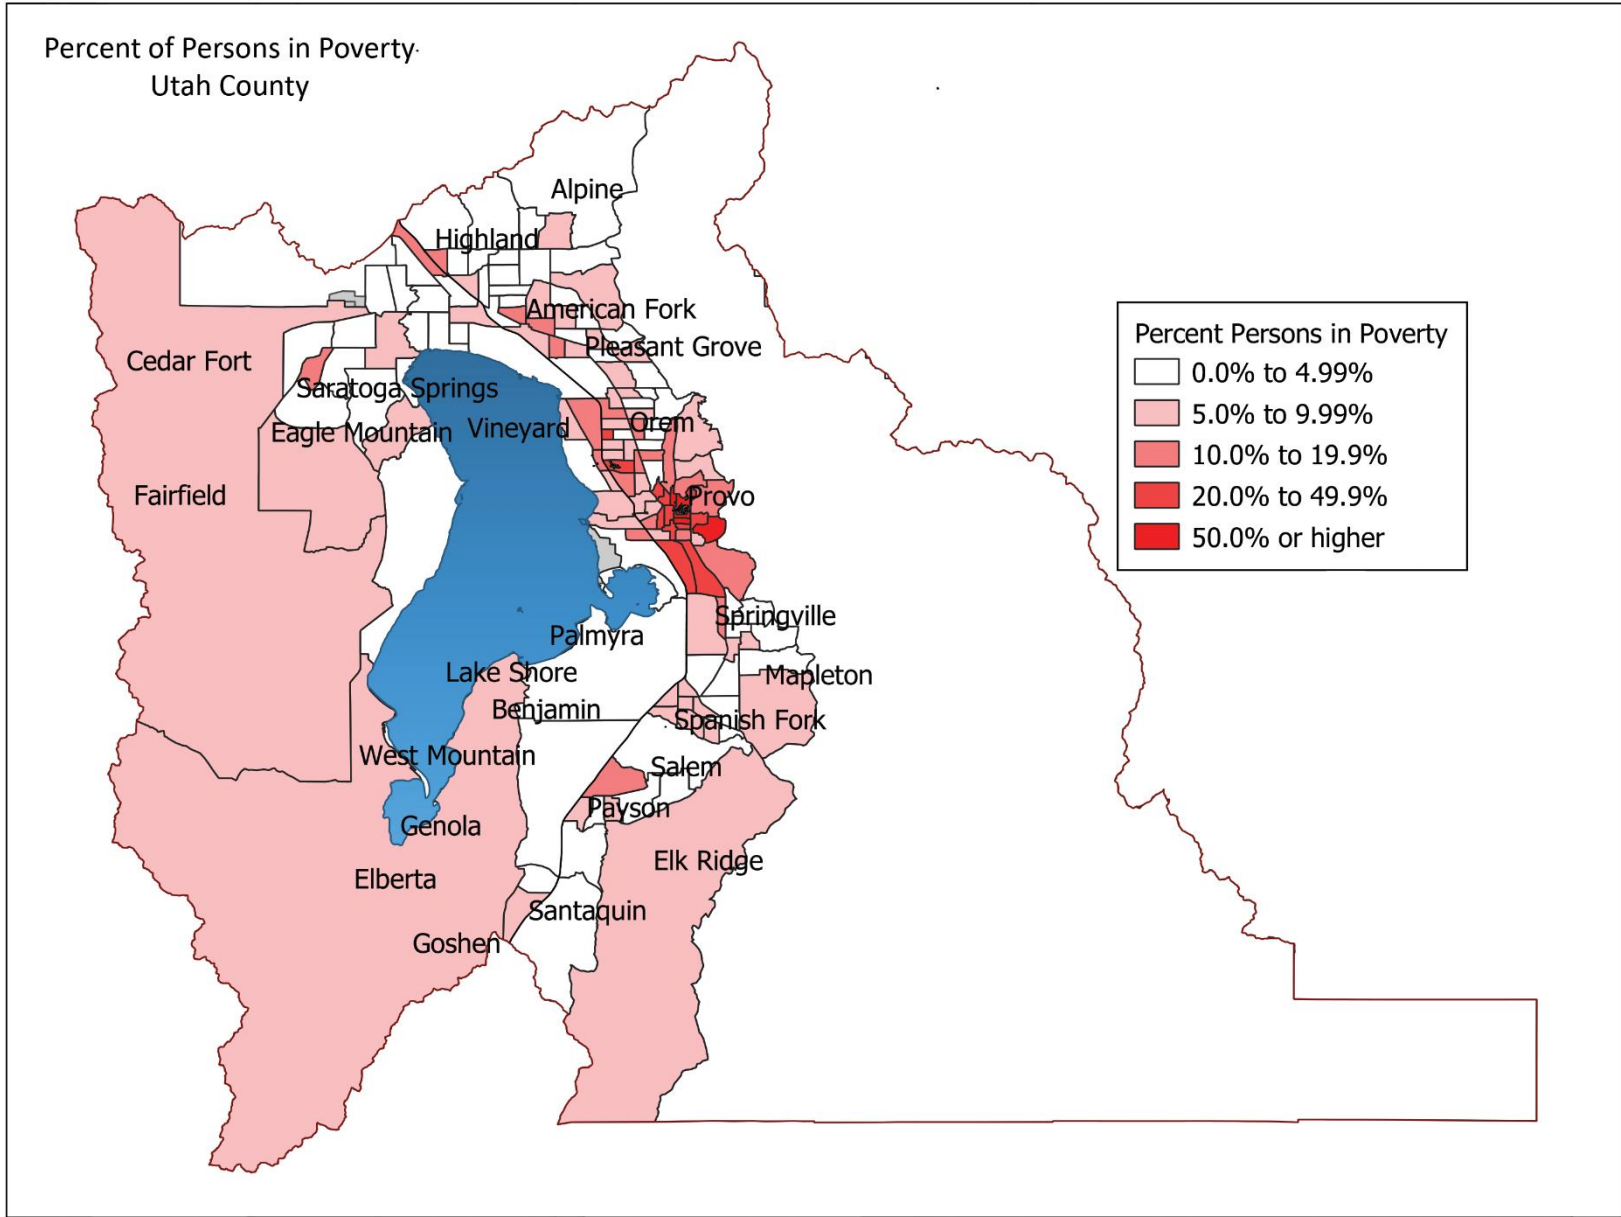 Percent of Persons in Poverty
Utah County
Alpine
Highland
American Fork
Pleasant Grove
Cedar Fort
Saratoga Springs
Eagle Mountain
Vineyard
Orem
Fairfield
Provo
Springville
Palmyra
Lake Shore
Mapleton
Benjamin
Spanish Fork
West Mountain
Salem
Payson
Genola
Elk Ridge
Elberta
Santaquin
Goshen
Percent Persons in Poverty
0.0% to 4.99%
5.0% to 9.99%
10.0% to 19.9%
20.0% to 49.9%
50.0% or higher